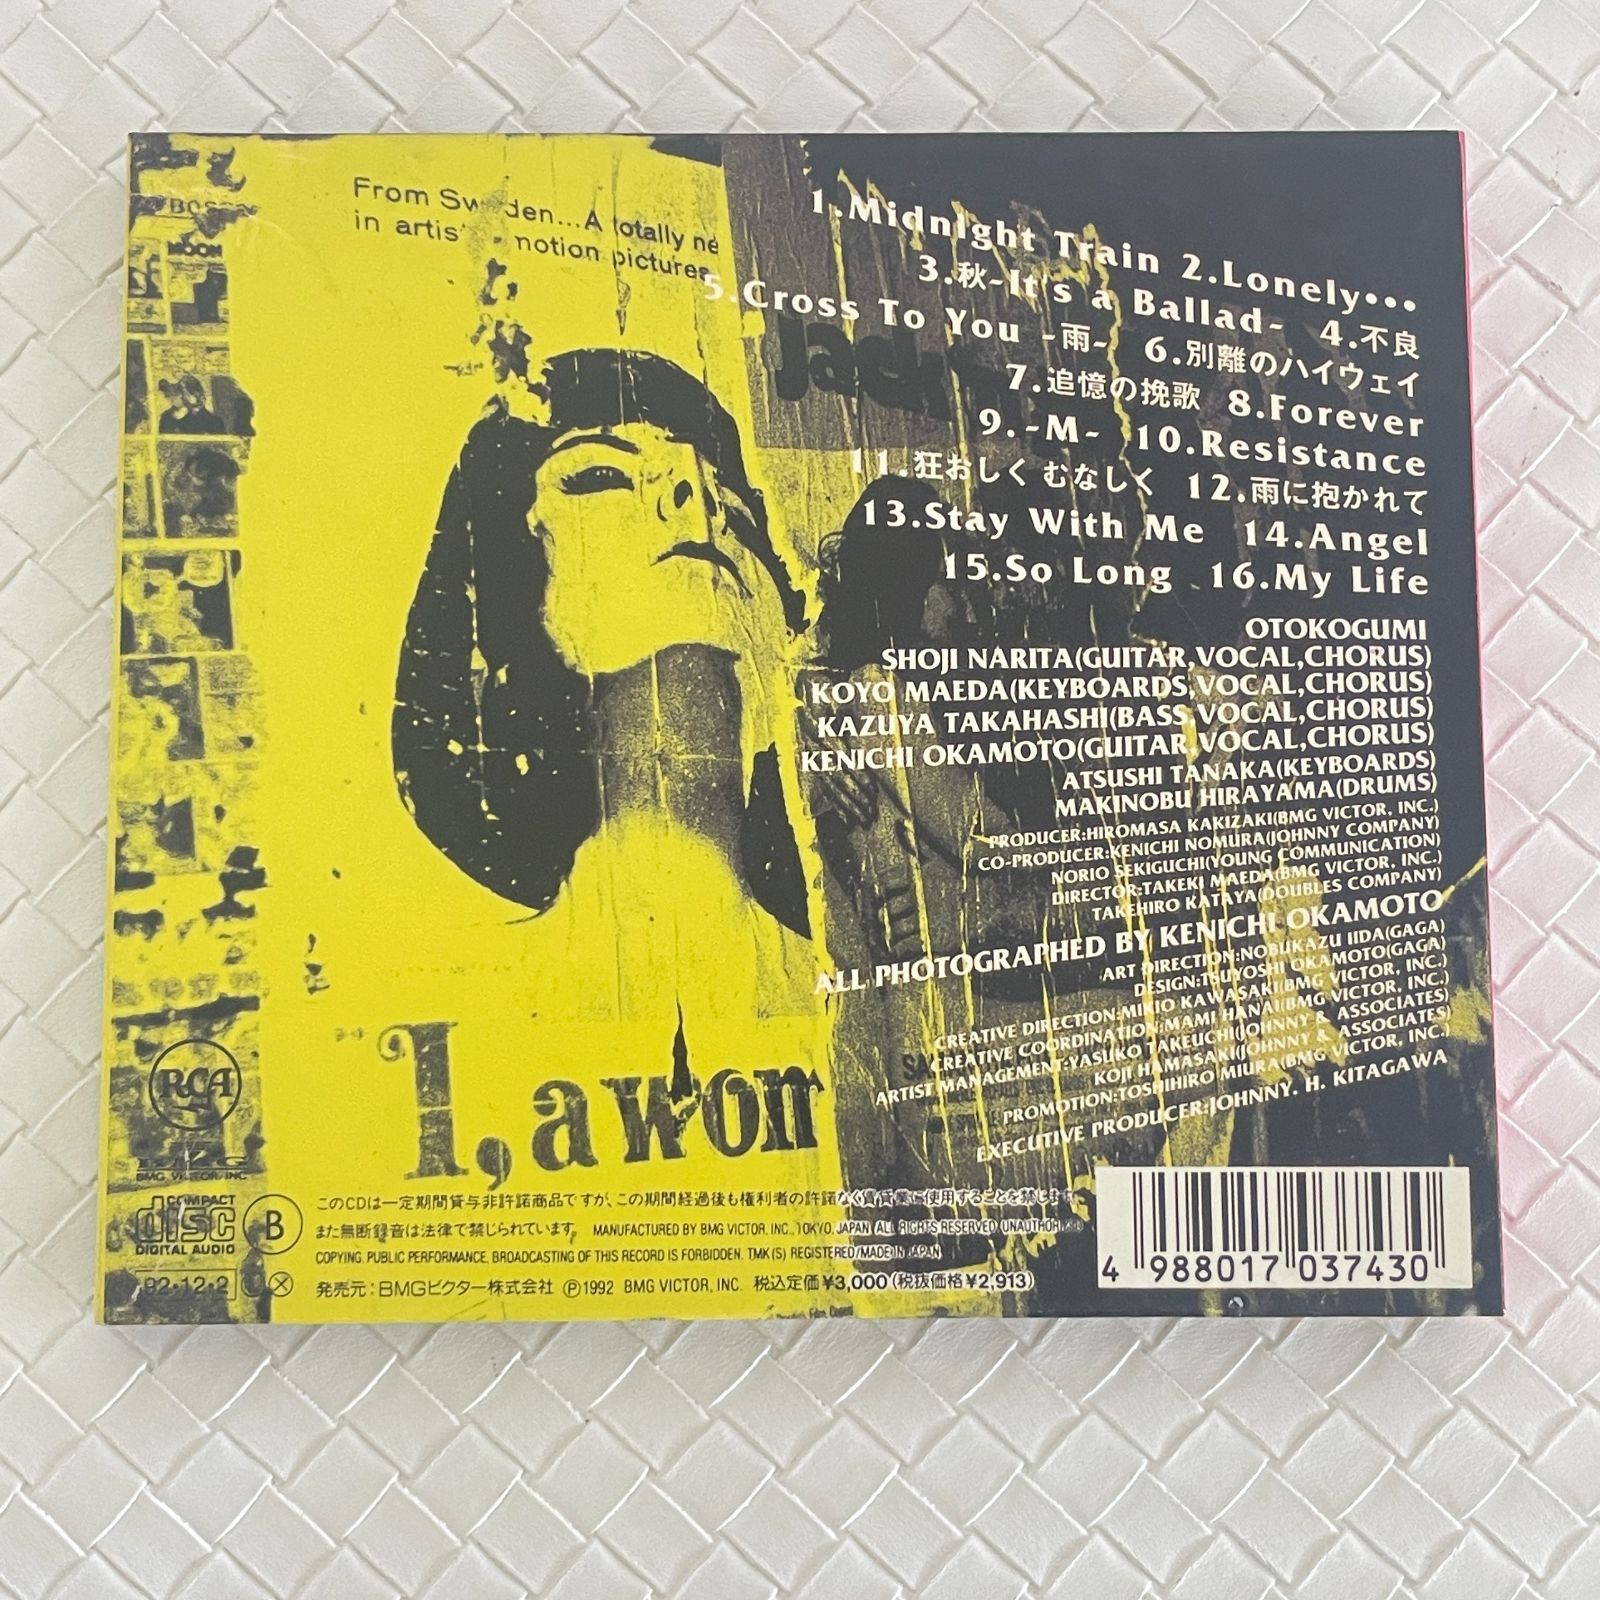 From Sw den...A totally ne
in artis motion pictures
MOON
1.Midnight Train 2.Lonely•••
3.秋-It's a Ballad- 4.不良
5.Cross To You -雨- 6.別離のハイウェイ
7.追憶の挽歌 8.Forever
9.-M- 10.Resistance
11.狂おしく むなしく 12.雨に抱かれて
13.Stay With Me 14.Angel
15.So Long 16.My Life
OTOKOGUMI
SHOJI NARITA(GUITAR,VOCAL,CHORUS)
KOYO MAEDA(KEYBOARDS,VOCAL,CHORUS)
KAZUYA TAKAHASHI(BASS,VOCAL,CHORUS)
KENICHI OKAMOTO(GUITAR,VOCAL,CHORUS)
ATSUSHI TANAKA(KEYBOARDS)
MAKINOBU HIRAYAMA(DRUMS)
PRODUCER:HIROMASA KAKIZAKI(BMG VICTOR, INC.)
CO-PRODUCER:KENICHI NOMURA(JOHNNY COMPANY)
NORIO SEKIGUCHI(YOUNG COMMUNICATION)
DIRECTOR:TAKEKI MAEDA(BMG VICTOR, INC.)
TAKEHIRO KATAYA(DOUBLES COMPANY)
ALL PHOTOGRAPHED BY KENICHI OKAMOTO
ART DIRECTION:NOBUKAZU IIDA(GAGA)
DESIGN:TSUYOSHI OKAMOTO(GAGA)
CREATIVE DIRECTION:MIKIO KAWASAKI(BMG VICTOR, INC.)
CREATIVE COORDINATION:MAMI HANAI(BMG VICTOR, INC.)
ARTIST MANAGEMENT:YASUKO TAKEUCHI(JOHNNY & ASSOCIATES)
KOJI HAMASAKI(JOHNNY & ASSOCIATES)
PROMOTION:TOSHIHIRO MIURA(BMG VICTOR, INC.)
EXECUTIVE PRODUCER:JOHNNY. H. KITAGAWA
"I, a wom
RCA
BMG
BMG VICTOR, INC.
COMPACT
disc
DIGITAL AUDIO
B
92·12·2
このCDは一定期間貸与非許諾商品ですが、この期間経過後も権利者の許諾なく賃貸業に使用することを禁じます。
また無断録音は法律で禁じられています。 MANUFACTURED BY BMG VICTOR, INC., TOKYO, JAPAN. ALL RIGHTS RESERVED. UNAUTHORIZED
COPYING, PUBLIC PERFORMANCE, BROADCASTING OF THIS RECORD IS FORBIDDEN. TMK(S) REGISTERED/MADE IN JAPAN
発売元:BMGビクター株式会社 ℗1992 BMG VICTOR, INC. 税込定価¥3,000(税抜価格¥2,913)
4 988017 037430